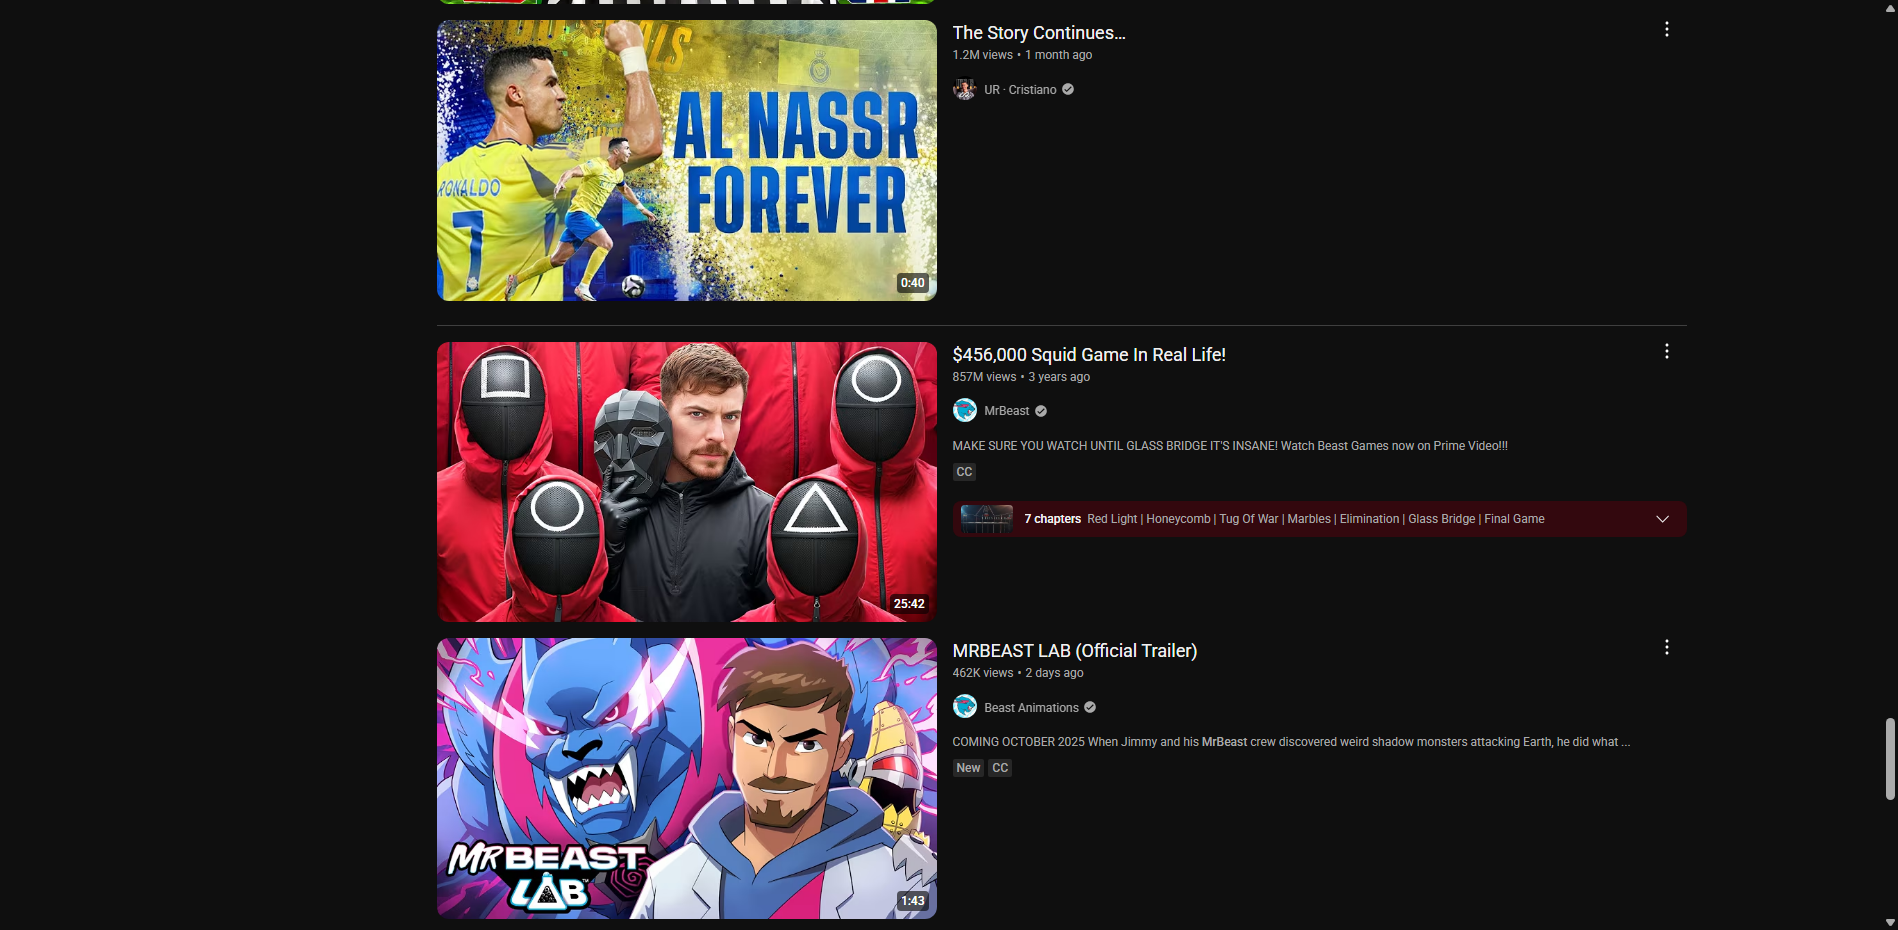 AL NASSR
FOREVER
RONALDO
7
0:40
The Story Continues...
1.2M views • 1 month ago
UR · Cristiano
25:42
$456,000 Squid Game In Real Life!
857M views • 3 years ago
MrBeast
MAKE SURE YOU WATCH UNTIL GLASS BRIDGE IT'S INSANE! Watch Beast Games now on Prime Video!!!
CC
7 chapters Red Light | Honeycomb | Tug Of War | Marbles | Elimination | Glass Bridge | Final Game
MRBEAST
LAB
1:43
MRBEAST LAB (Official Trailer)
462K views • 2 days ago
Beast Animations
COMING OCTOBER 2025 When Jimmy and his MrBeast crew discovered weird shadow monsters attacking Earth, he did what ...
New CC